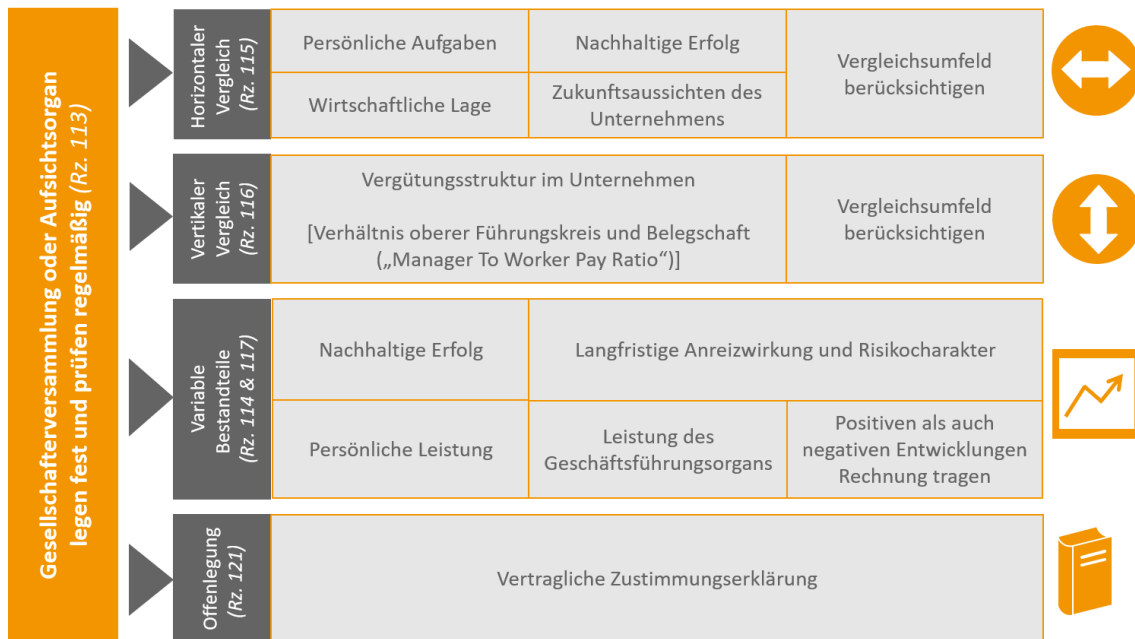 Gesellschafterversammlung oder Aufsichtsorgan
legen fest und prüfen regelmäßig (Rz. 113)
Horizontaler
Vergleich
(Rz. 115)
Persönliche Aufgaben
Nachhaltige Erfolg
Vergleichsumfeld
berücksichtigen
Wirtschaftliche Lage
Zukunftsaussichten des
Unternehmens
Vertikaler
Vergleich
(Rz. 116)
Vergütungsstruktur im Unternehmen
[Verhältnis oberer Führungskreis und Belegschaft
(„Manager To Worker Pay Ratio“)]
Vergleichsumfeld
berücksichtigen
Variable
Bestandteile
(Rz. 114 & 117)
Nachhaltige Erfolg
Langfristige Anreizwirkung und Risikocharakter
Persönliche Leistung
Leistung des
Geschäftsführungsorgans
Positiven als auch
negativen Entwicklungen
Rechnung tragen
Offenlegung
(Rz. 121)
Vertragliche Zustimmungserklärung